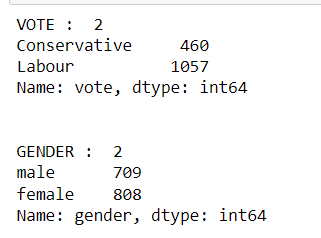 VOTE :  2
Conservative     460
Labour          1057
Name: vote, dtype: int64
GENDER :  2
male      709
female    808
Name: gender, dtype: int64